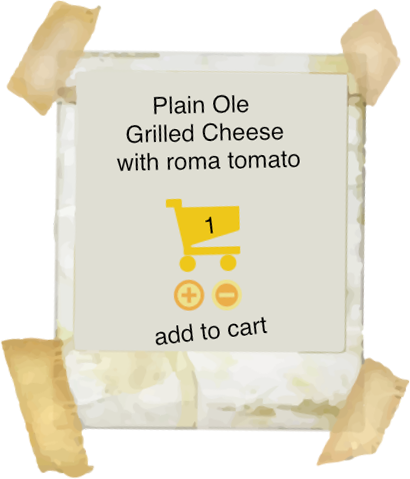 Plain Ole
Grilled Cheese
with roma tomato
1
add to cart